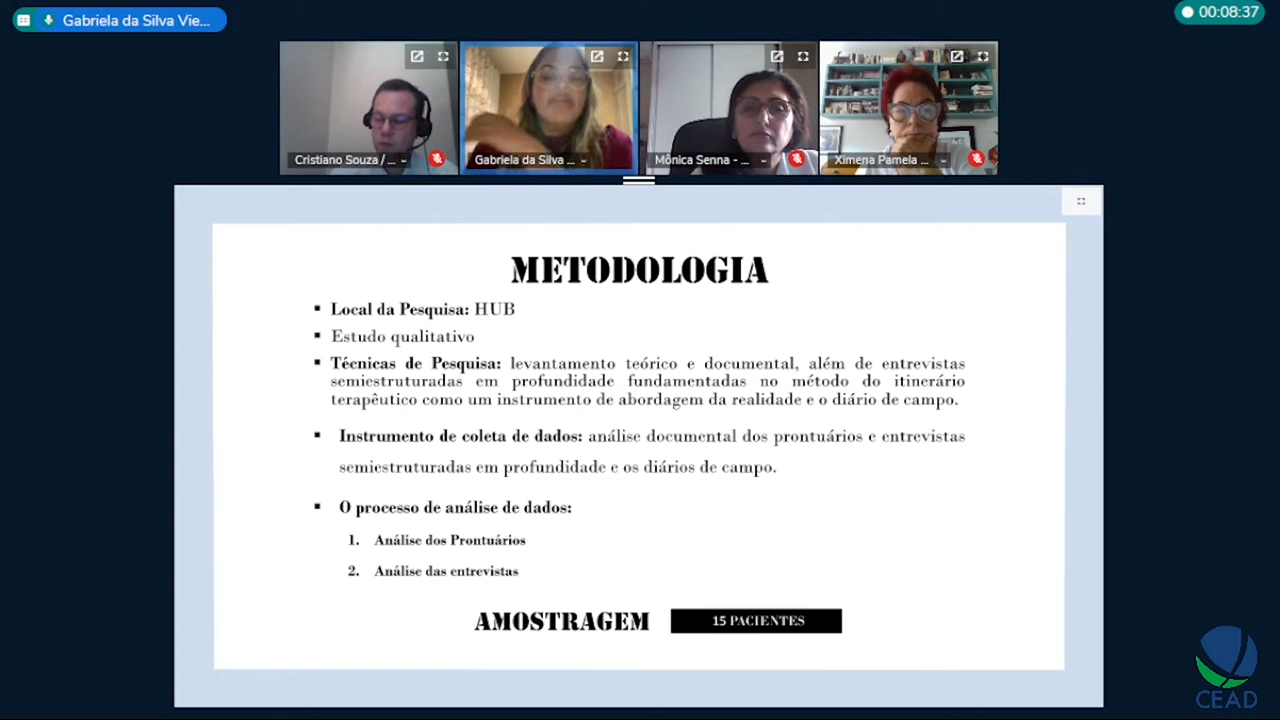 Gabriela da Silva Vie...
00:08:37
Cristiano Souza / ...
Gabriela da Silva ...
Mônica Senna - ...
Ximena Pamela ...
METODOLOGIA
▪ Local da Pesquisa: HUB
▪ Estudo qualitativo
▪ Técnicas de Pesquisa: levantamento teórico e documental, além de entrevistas
semiestruturadas em profundidade fundamentadas no método do itinerário
terapêutico como um instrumento de abordagem da realidade e o diário de campo.
▪ Instrumento de coleta de dados: análise documental dos prontuários e entrevistas
semiestruturadas em profundidade e os diários de campo.
▪ O processo de análise de dados:
1. Análise dos Prontuários
2. Análise das entrevistas
AMOSTRAGEM 15 PACIENTES
CEAD